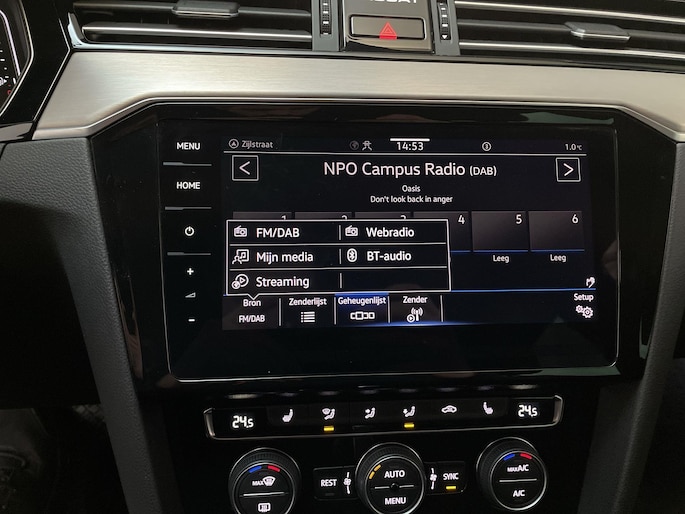 MENU
HOME
Zijlstraat
14:53
1.0°C
NPO Campus Radio (DAB)
Oasis
Don't look back in anger
4 5 6
Leeg Leeg
FM/DAB Webradio
Mijn media BT-audio
Streaming
Bron Zenderlijst Geheugenlijst Zender Setup
FM/DAB
24.5 24.5
MAX
REST
AUTO
MENU
SYNC
MAX A/C
A/C